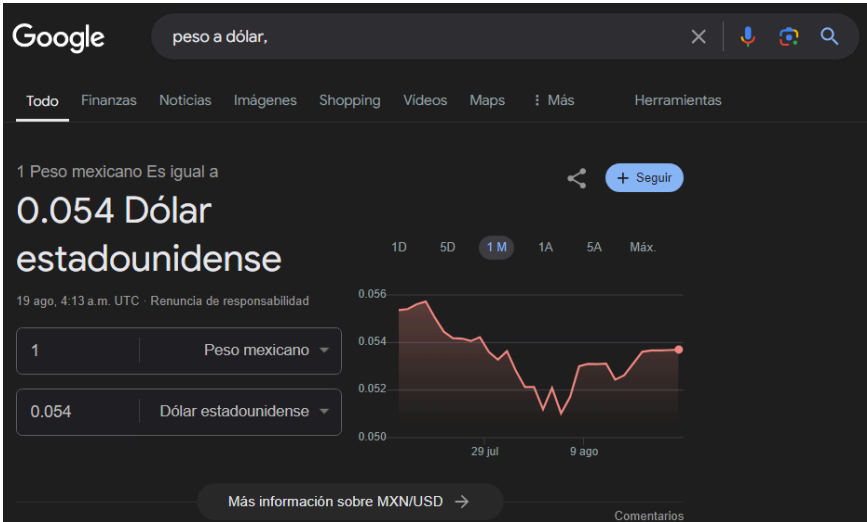 Google
peso a dólar,
Todo Finanzas Noticias Imágenes Shopping Videos Maps Más Herramientas
1 Peso mexicano Es igual a
0.054 Dólar
estadounidense
19 ago, 4:13 a.m. UTC · Renuncia de responsabilidad
1 Peso mexicano
0.054 Dólar estadounidense
+ Seguir
1D 5D 1 M 1A 5A Máx.
0.056
0.054
0.052
0.050
29 jul 9 ago
Más información sobre MXN/USD →
Comentarios